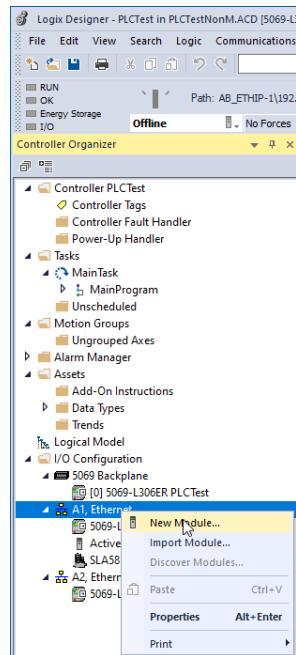 Logix Designer - PLCTest in PLCTestNonM.ACD [5069-L3
File Edit View Search Logic Communications
RUN
OK
Energy Storage
I/O
Path: AB_ETHIP-1\192.
Offline
No Forces
Controller Organizer
Controller PLCTest
Controller Tags
Controller Fault Handler
Power-Up Handler
Tasks
MainTask
MainProgram
Unscheduled
Motion Groups
Ungrouped Axes
Alarm Manager
Assets
Add-On Instructions
Data Types
Trends
Logical Model
I/O Configuration
5069 Backplane
[0] 5069-L306ER PLCTest
A1, Ethernet
5069-L
Active
SLA58
A2, Ethern
5069-L
New Module...
Import Module...
Discover Modules...
Paste Ctrl+V
Properties Alt+Enter
Print